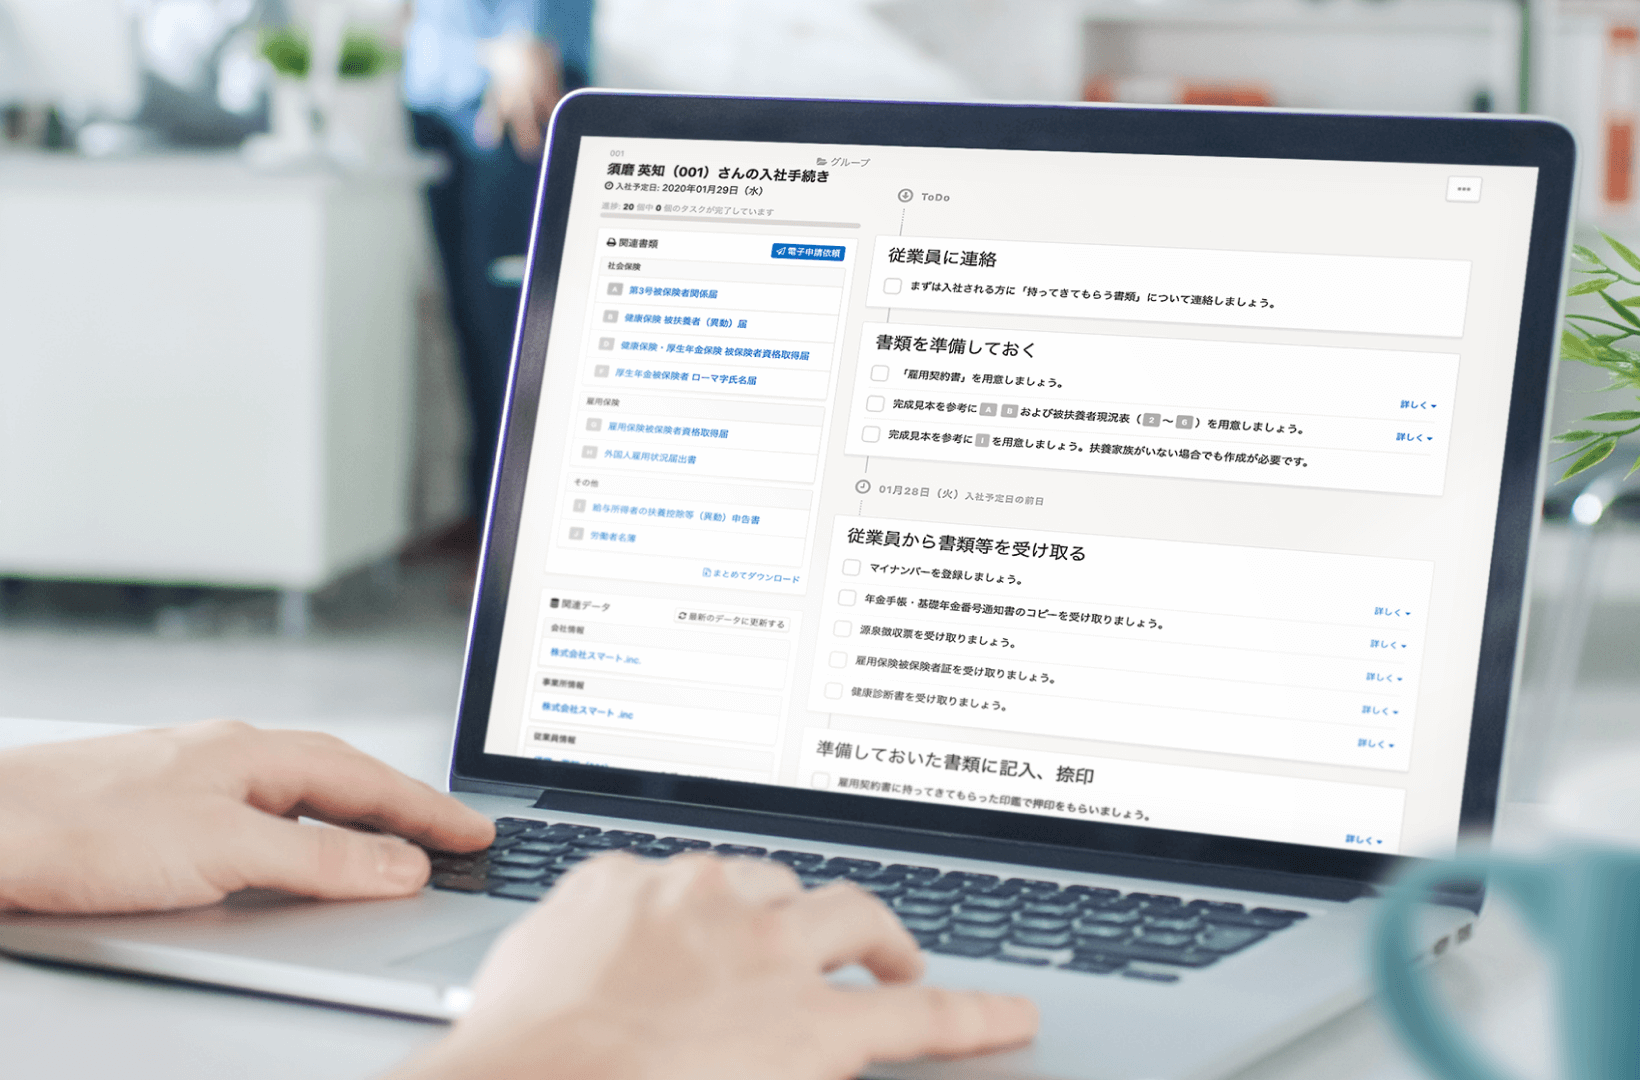 001
須磨 英知（001）さんの入社手続き
入社予定日: 2020年01月29日（水）
進捗: 20 個中 0 個のタスクが完了しています
関連書類
電子申請依頼
社会保険
A 第3号被保険者関係届
B 健康保険 被扶養者（異動）届
D 健康保険・厚生年金保険 被保険者資格取得届
F 厚生年金被保険者 ローマ字氏名届
雇用保険
G 雇用保険被保険者資格取得届
H 外国人雇用状況届出書
その他
I 給与所得者の扶養控除等（異動）申告書
J 労働者名簿
まとめてダウンロード
関連データ
最新のデータに更新する
会社情報
株式会社スマート.inc.
事業所情報
株式会社スマート .inc
従業員情報
グループ
ToDo
従業員に連絡
まずは入社される方に「持ってきてもらう書類」について連絡しましょう。
書類を準備しておく
「雇用契約書」を用意しましょう。
詳しく
完成見本を参考に A B および被扶養者現況表（ 2 〜 6 ）を用意しましょう。
詳しく
完成見本を参考に I を用意しましょう。扶養家族がいない場合でも作成が必要です。
01月28日（火）入社予定日の前日
従業員から書類等を受け取る
マイナンバーを登録しましょう。
詳しく
年金手帳・基礎年金番号通知書のコピーを受け取りましょう。
詳しく
源泉徴収票を受け取りましょう。
詳しく
雇用保険被保険者証を受け取りましょう。
詳しく
健康診断書を受け取りましょう。
詳しく
準備しておいた書類に記入、捺印
雇用契約書に持ってきてもらった印鑑で押印をもらいましょう。
詳しく